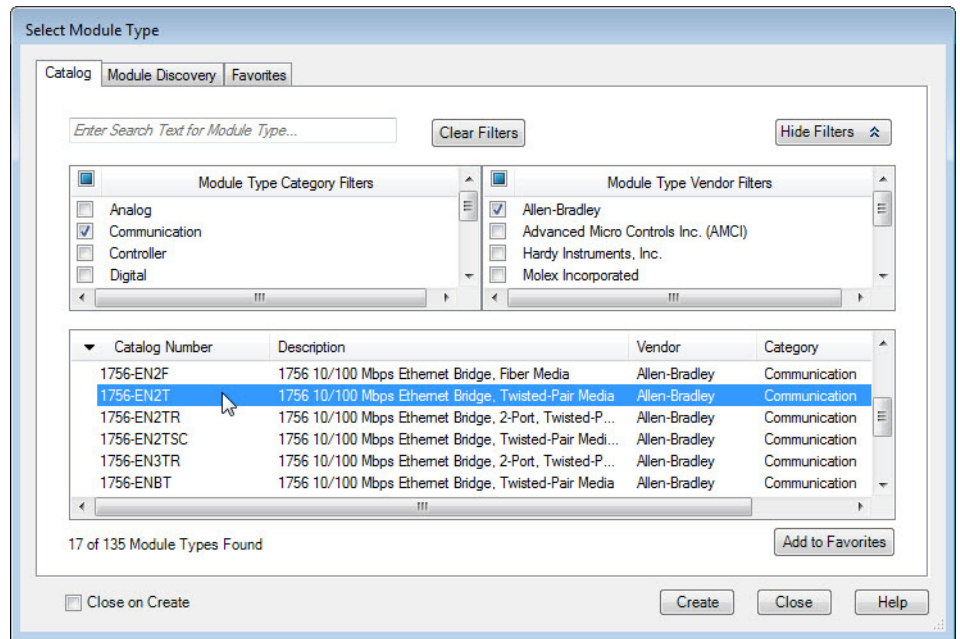 Select Module Type
Catalog Module Discovery Favorites
Enter Search Text for Module Type... Clear Filters Hide Filters
Module Type Category Filters Module Type Vendor Filters
Analog Allen-Bradley
Communication Advanced Micro Controls Inc. (AMCI)
Controller Hardy Instruments, Inc.
Digital Molex Incorporated
Catalog Number Description Vendor Category
1756-EN2F 1756 10/100 Mbps Ethernet Bridge, Fiber Media Allen-Bradley Communication
1756-EN2T 1756 10/100 Mbps Ethernet Bridge, Twisted-Pair Media Allen-Bradley Communication
1756-EN2TR 1756 10/100 Mbps Ethernet Bridge, 2-Port, Twisted-P... Allen-Bradley Communication
1756-EN2TSC 1756 10/100 Mbps Ethernet Bridge, Twisted-Pair Medi... Allen-Bradley Communication
1756-EN3TR 1756 10/100 Mbps Ethernet Bridge, 2-Port, Twisted-P... Allen-Bradley Communication
1756-ENBT 1756 10/100 Mbps Ethernet Bridge, Twisted-Pair Media Allen-Bradley Communication
17 of 135 Module Types Found Add to Favorites
Close on Create Create Close Help